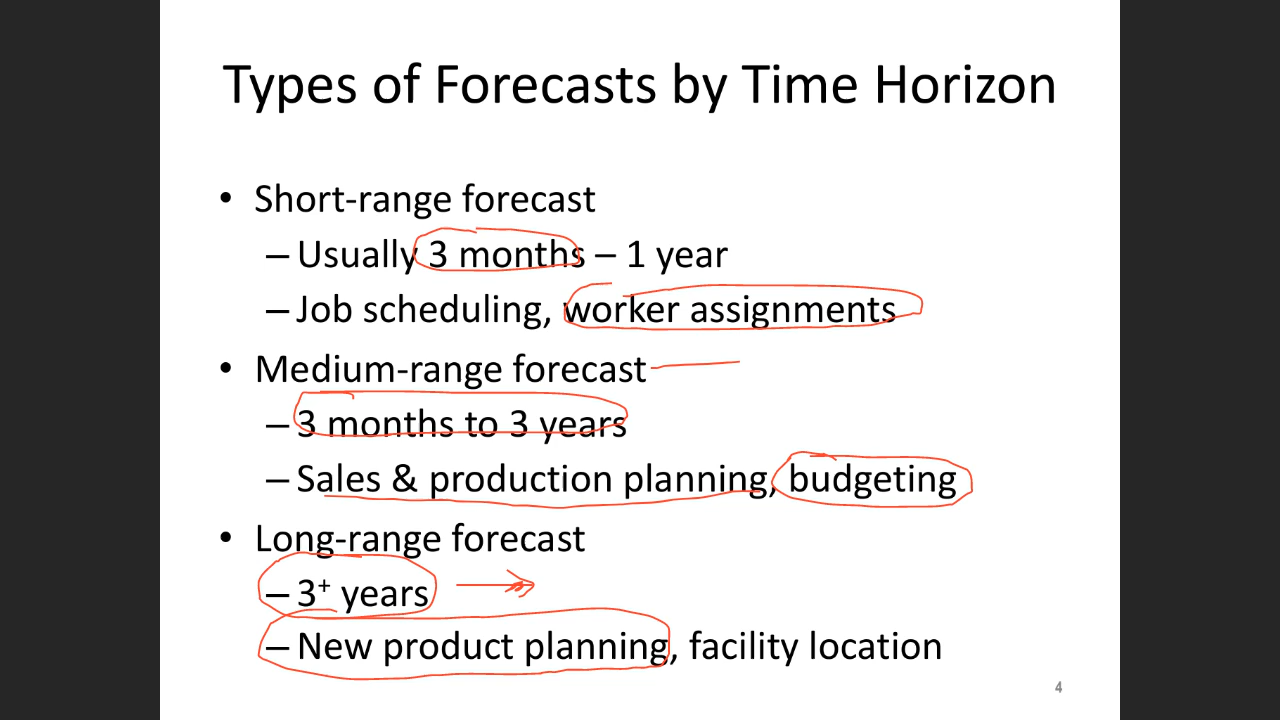 Types of Forecasts by Time Horizon
• Short-range forecast
– Usually 3 months – 1 year
– Job scheduling, worker assignments
• Medium-range forecast
– 3 months to 3 years
– Sales & production planning, budgeting
• Long-range forecast
– 3⁺ years
– New product planning, facility location
4